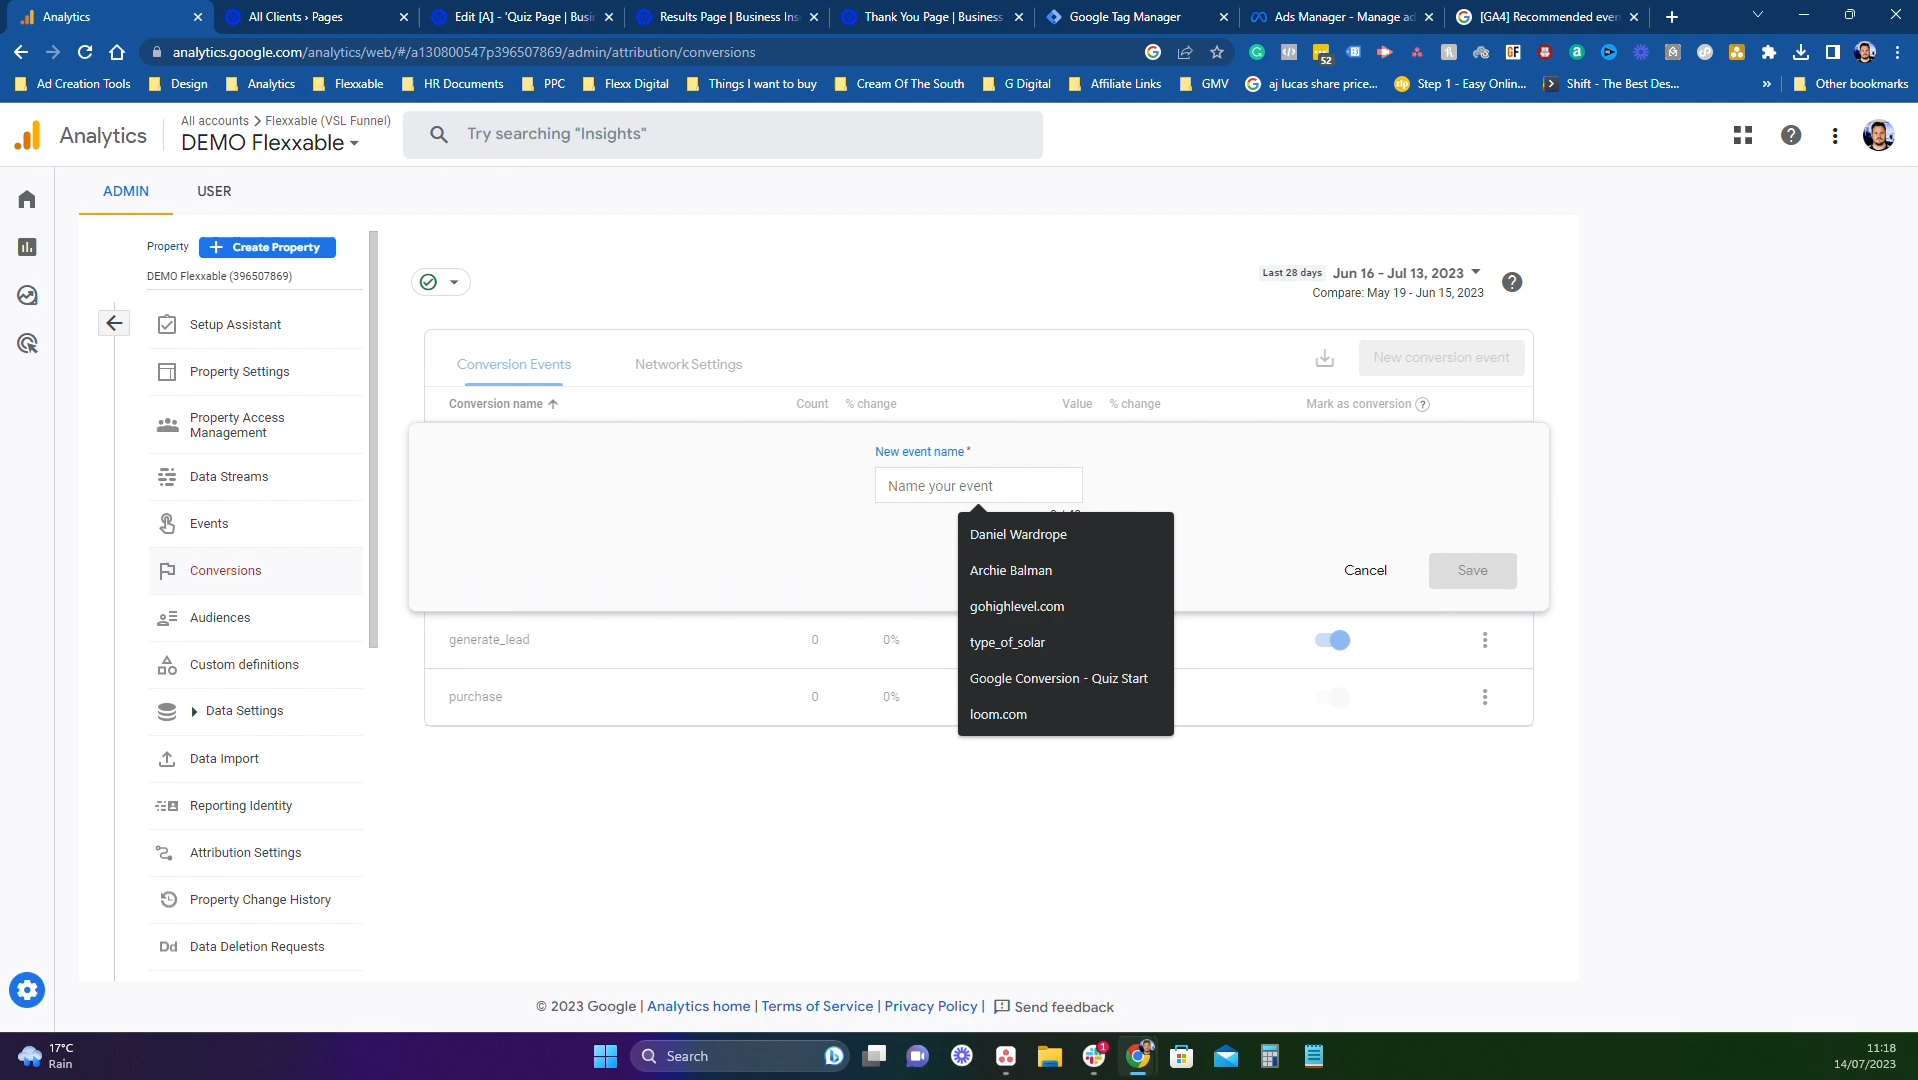 Analytics
All Clients › Pages
Edit [A] - 'Quiz Page | Busin
Results Page | Business Ins
Thank You Page | Business
Google Tag Manager
Ads Manager - Manage ad
[GA4] Recommended even
analytics.google.com/analytics/web/#/a130800547p396507869/admin/attribution/conversions
52
Ad Creation Tools
Design
Analytics
Flexxable
HR Documents
PPC
Flexx Digital
Things I want to buy
Cream Of The South
G Digital
Affiliate Links
GMV
aj lucas share price...
Step 1 - Easy Onlin...
Shift - The Best Des...
Other bookmarks
Analytics
All accounts > Flexxable (VSL Funnel)
DEMO Flexxable
Try searching "Insights"
ADMIN
USER
Property
Create Property
DEMO Flexxable (396507869)
Setup Assistant
Property Settings
Property Access
Management
Data Streams
Events
Conversions
Audiences
Custom definitions
Data Settings
Data Import
Reporting Identity
Attribution Settings
Property Change History
Dd Data Deletion Requests
Last 28 days Jun 16 - Jul 13, 2023
Compare: May 19 - Jun 15, 2023
Conversion Events
Network Settings
New conversion event
Conversion name
Count
% change
Value
% change
Mark as conversion
New event name *
Name your event
Daniel Wardrope
Archie Balman
gohighlevel.com
type_of_solar
Google Conversion - Quiz Start
loom.com
Cancel
Save
generate_lead
0
0%
purchase
0
0%
© 2023 Google | Analytics home | Terms of Service | Privacy Policy | Send feedback
17°C
Rain
Search
1
11:18
14/07/2023